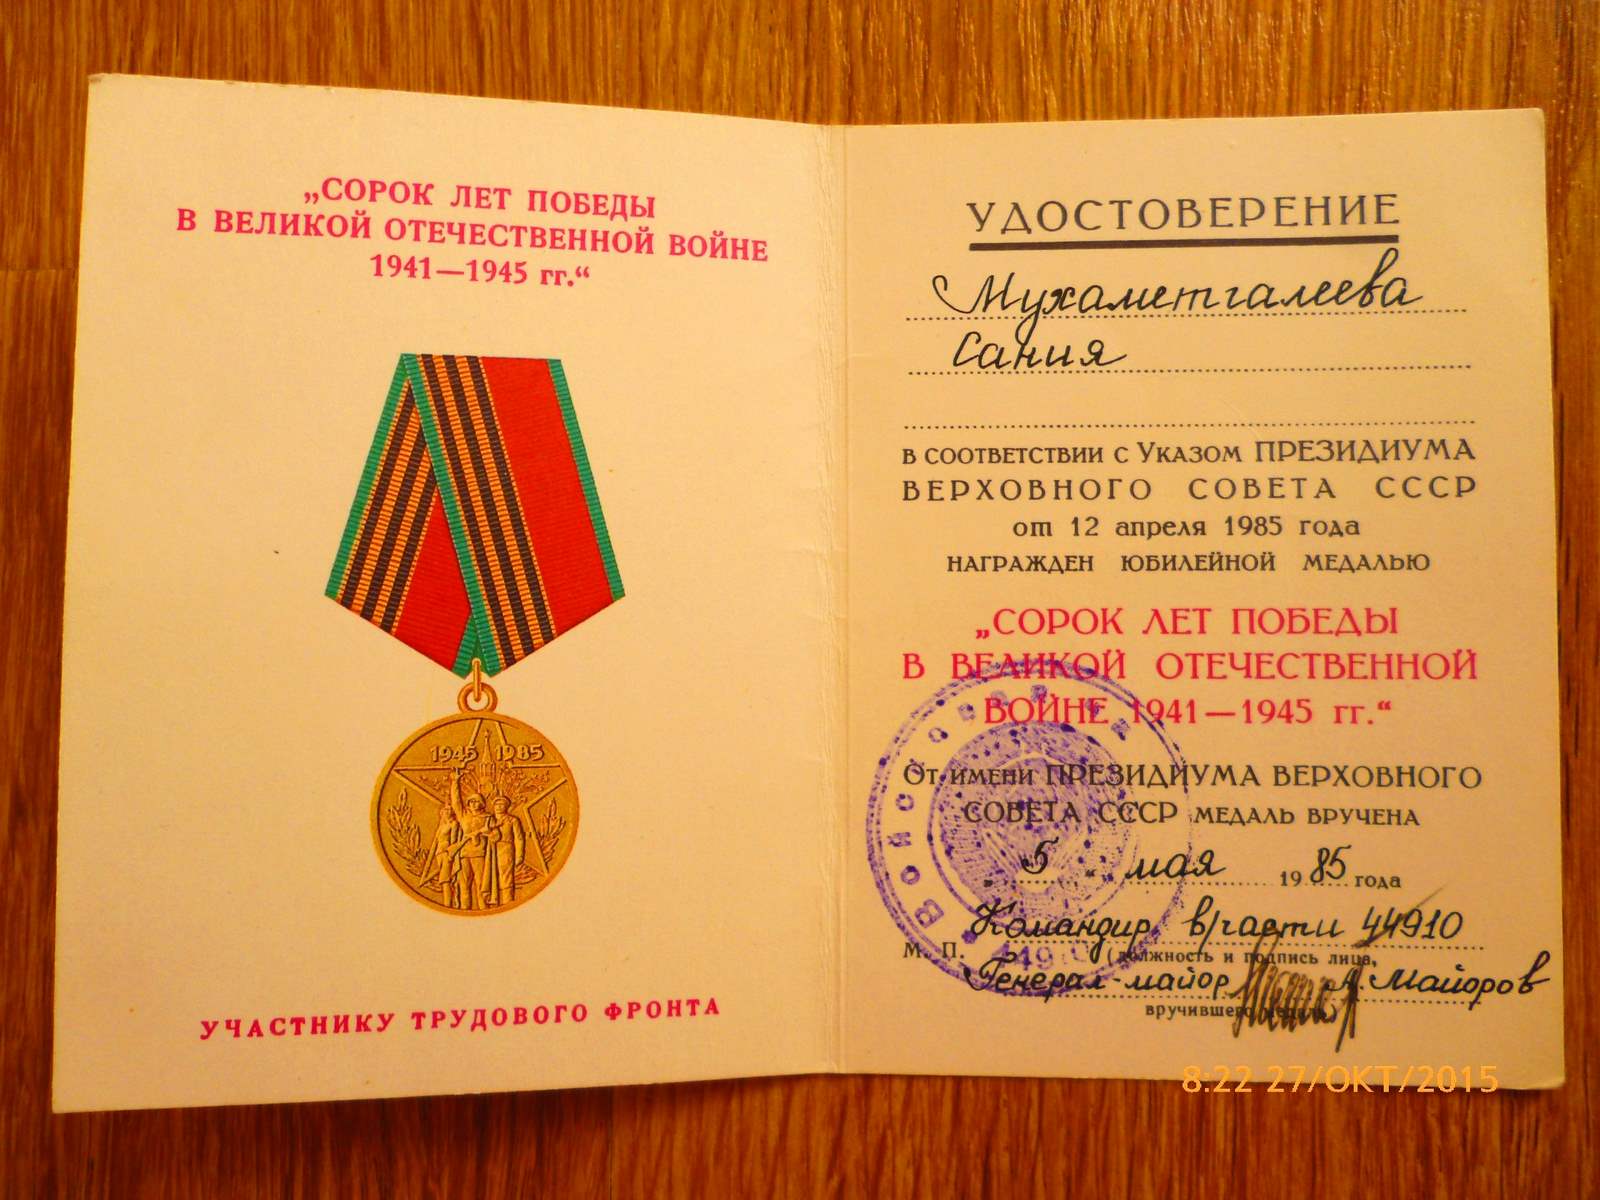 „СОРОК ЛЕТ ПОБЕДЫ
В ВЕЛИКОЙ ОТЕЧЕСТВЕННОЙ ВОЙНЕ
1941—1945 гг.“
1945 1985
УЧАСТНИКУ ТРУДОВОГО ФРОНТА
УДОСТОВЕРЕНИЕ
Мухаметгалеева
Сания
В СООТВЕТСТВИИ С УКАЗОМ ПРЕЗИДИУМА
ВЕРХОВНОГО СОВЕТА СССР
от 12 апреля 1985 года
НАГРАЖДЕН ЮБИЛЕЙНОЙ МЕДАЛЬЮ
„СОРОК ЛЕТ ПОБЕДЫ
В ВЕЛИКОЙ ОТЕЧЕСТВЕННОЙ
ВОЙНЕ 1941—1945 гг.“
ОТ ИМЕНИ ПРЕЗИДИУМА ВЕРХОВНОГО
СОВЕТА СССР МЕДАЛЬ ВРУЧЕНА
„5“ мая 1985 года
Командир в/части 44910
М. П. (должность и подпись лица,
Генерал-майор А. Майоров
вручившего медаль)
8:22 27/ОКТ/2015